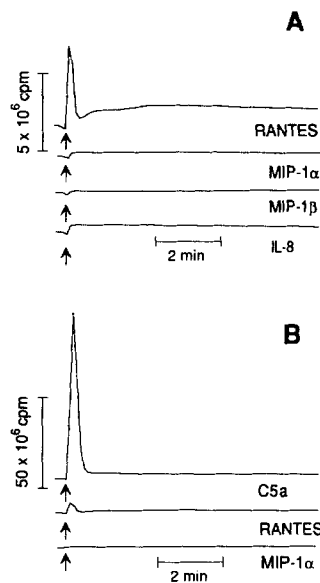 A
5 x 10⁶ cpm
RANTES
MIP-1α
MIP-1β
IL-8
2 min
B
50 x 10⁶ cpm
C5a
RANTES
MIP-1α
2 min